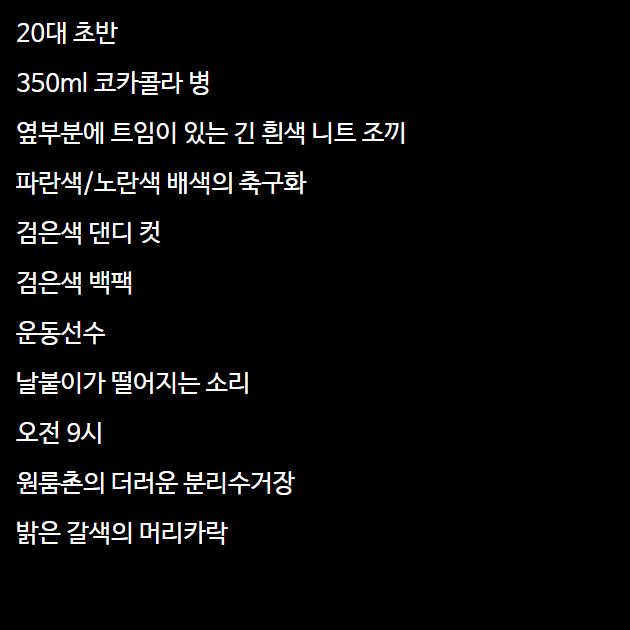 20대 초반
350ml 코카콜라 병
옆부분에 트임이 있는 긴 흰색 니트 조끼
파란색/노란색 배색의 축구화
검은색 댄디 컷
검은색 백팩
운동선수
날붙이가 떨어지는 소리
오전 9시
원룸촌의 더러운 분리수거장
밝은 갈색의 머리카락